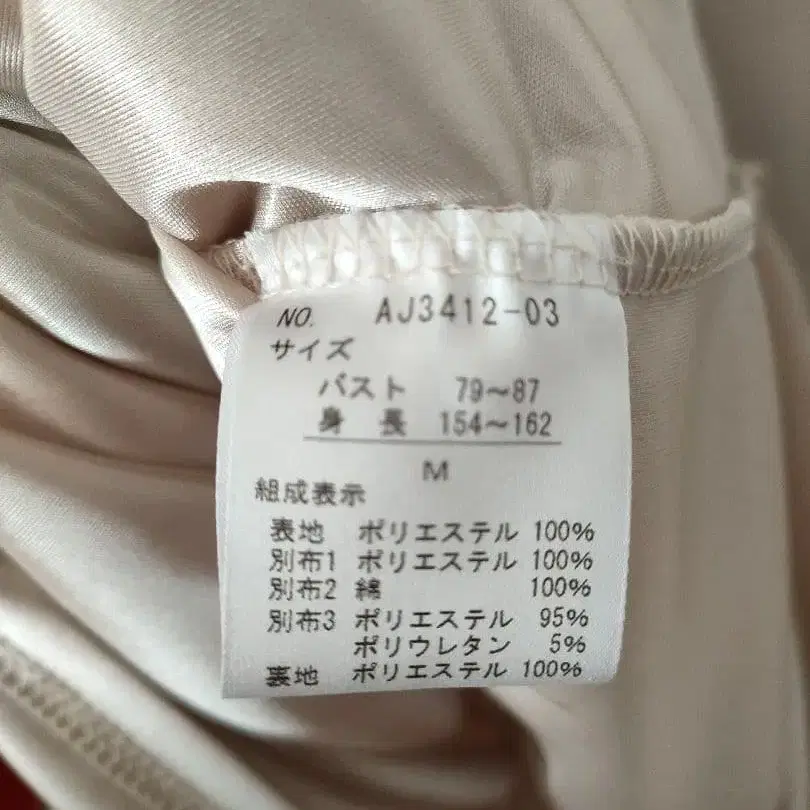 NO. AJ3412-03
サイズ
バスト 79〜87
身長 154〜162
M
組成表示
表地 ポリエステル 100%
別布1 ポリエステル 100%
別布2 綿 100%
別布3 ポリエステル 95%
ポリウレタン 5%
裏地 ポリエステル 100%